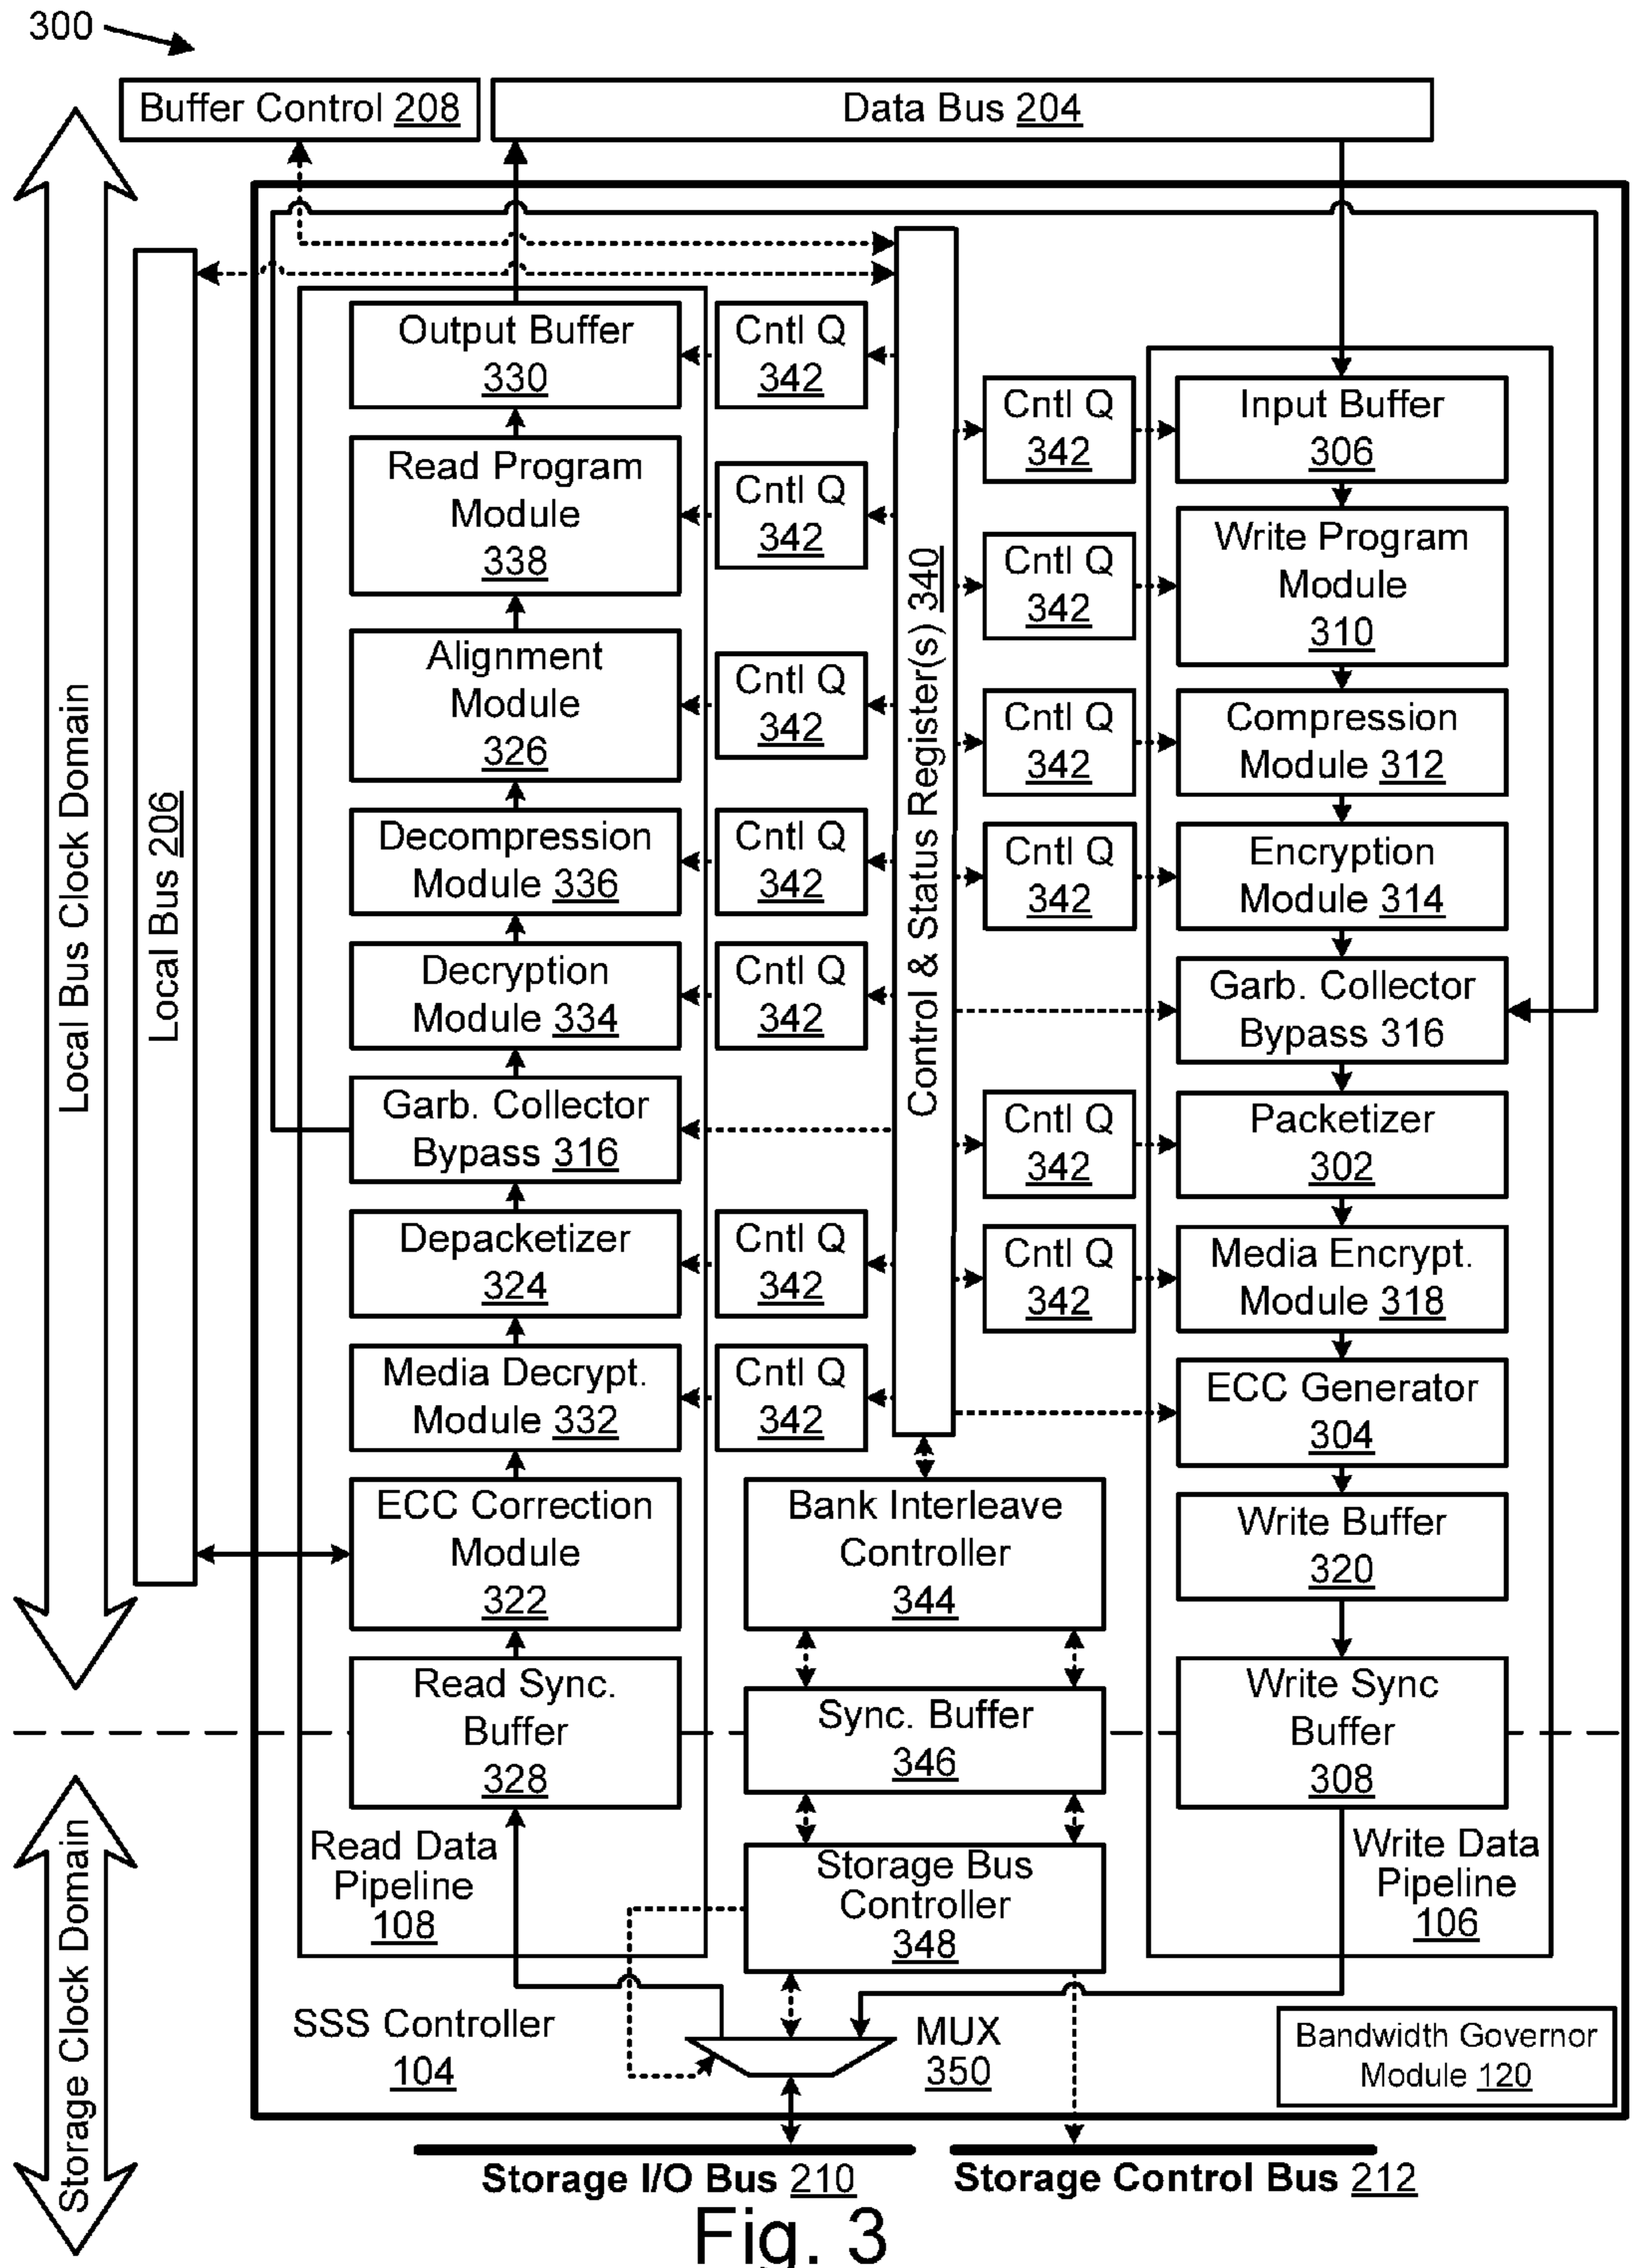 300
Buffer Control 208
Data Bus 204
Local Bus Clock Domain
Local Bus 206
Storage Clock Domain
Output Buffer
330
Read Program
Module
338
Alignment
Module
326
Decompression
Module 336
Decryption
Module 334
Garb. Collector
Bypass 316
Depacketizer
324
Media Decrypt.
Module 332
ECC Correction
Module
322
Read Sync.
Buffer
328
Read Data
Pipeline
108
Cntl Q
342
Cntl Q
342
Cntl Q
342
Cntl Q
342
Cntl Q
342
Cntl Q
342
Cntl Q
342
Control & Status Register(s) 340
Cntl Q
342
Cntl Q
342
Cntl Q
342
Cntl Q
342
Cntl Q
342
Cntl Q
342
Bank Interleave
Controller
344
Sync. Buffer
346
Storage Bus
Controller
348
Input Buffer
306
Write Program
Module
310
Compression
Module 312
Encryption
Module 314
Garb. Collector
Bypass 316
Packetizer
302
Media Encrypt.
Module 318
ECC Generator
304
Write Buffer
320
Write Sync
Buffer
308
Write Data
Pipeline
106
SSS Controller
104
MUX
350
Bandwidth Governor
Module 120
Storage I/O Bus 210
Storage Control Bus 212
Fig. 3